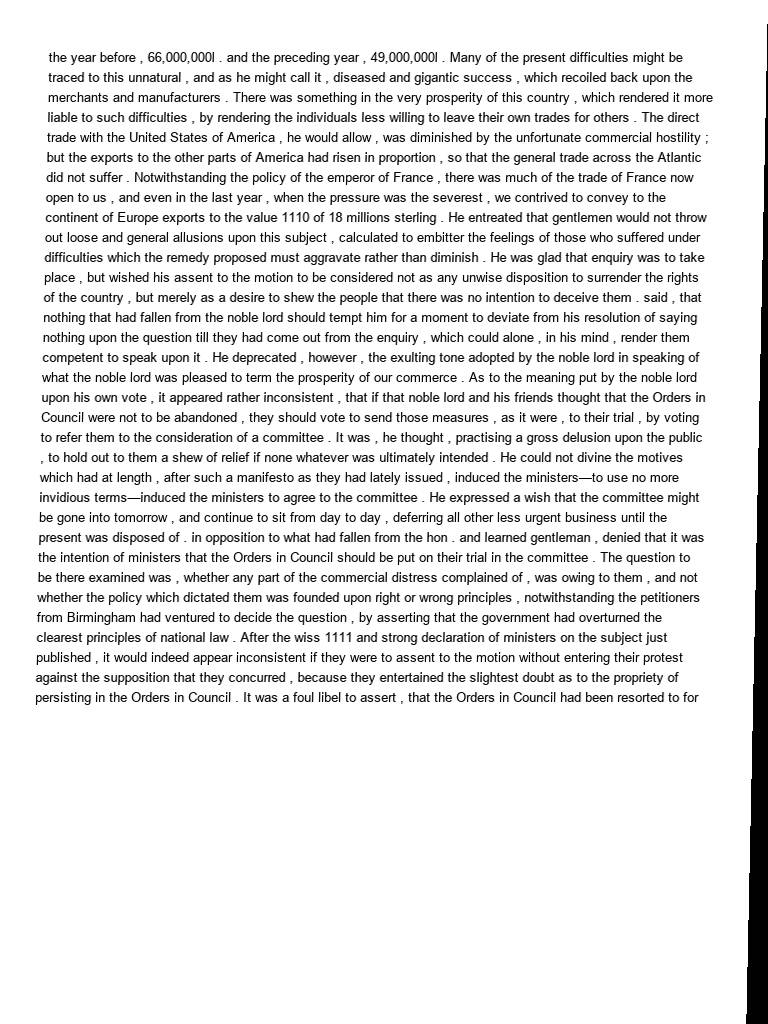 the year before , 66,000,000l . and the preceding year , 49,000,000l . Many of the present difficulties might be
traced to this unnatural , and as he might call it , diseased and gigantic success , which recoiled back upon the
merchants and manufacturers . There was something in the very prosperity of this country , which rendered it more
liable to such difficulties , by rendering the individuals less willing to leave their own trades for others . The direct
trade with the United States of America , he would allow , was diminished by the unfortunate commercial hostility ;
but the exports to the other parts of America had risen in proportion , so that the general trade across the Atlantic
did not suffer . Notwithstanding the policy of the emperor of France , there was much of the trade of France now
open to us , and even in the last year , when the pressure was the severest , we contrived to convey to the
continent of Europe exports to the value 1110 of 18 millions sterling . He entreated that gentlemen would not throw
out loose and general allusions upon this subject , calculated to embitter the feelings of those who suffered under
difficulties which the remedy proposed must aggravate rather than diminish . He was glad that enquiry was to take
place , but wished his assent to the motion to be considered not as any unwise disposition to surrender the rights
of the country , but merely as a desire to shew the people that there was no intention to deceive them . said , that
nothing that had fallen from the noble lord should tempt him for a moment to deviate from his resolution of saying
nothing upon the question till they had come out from the enquiry , which could alone , in his mind , render them
competent to speak upon it . He deprecated , however , the exulting tone adopted by the noble lord in speaking of
what the noble lord was pleased to term the prosperity of our commerce . As to the meaning put by the noble lord
upon his own vote , it appeared rather inconsistent , that if that noble lord and his friends thought that the Orders in
Council were not to be abandoned , they should vote to send those measures , as it were , to their trial , by voting
to refer them to the consideration of a committee . It was , he thought , practising a gross delusion upon the public
, to hold out to them a shew of relief if none whatever was ultimately intended . He could not divine the motives
which had at length , after such a manifesto as they had lately issued , induced the ministers—to use no more
invidious terms—induced the ministers to agree to the committee . He expressed a wish that the committee might
be gone into tomorrow , and continue to sit from day to day , deferring all other less urgent business until the
present was disposed of . in opposition to what had fallen from the hon . and learned gentleman , denied that it was
the intention of ministers that the Orders in Council should be put on their trial in the committee . The question to
be there examined was , whether any part of the commercial distress complained of , was owing to them , and not
whether the policy which dictated them was founded upon right or wrong principles , notwithstanding the petitioners
from Birmingham had ventured to decide the question , by asserting that the government had overturned the
clearest principles of national law . After the wiss 1111 and strong declaration of ministers on the subject just
published , it would indeed appear inconsistent if they were to assent to the motion without entering their protest
against the supposition that they concurred , because they entertained the slightest doubt as to the propriety of
persisting in the Orders in Council . It was a foul libel to assert , that the Orders in Council had been resorted to for